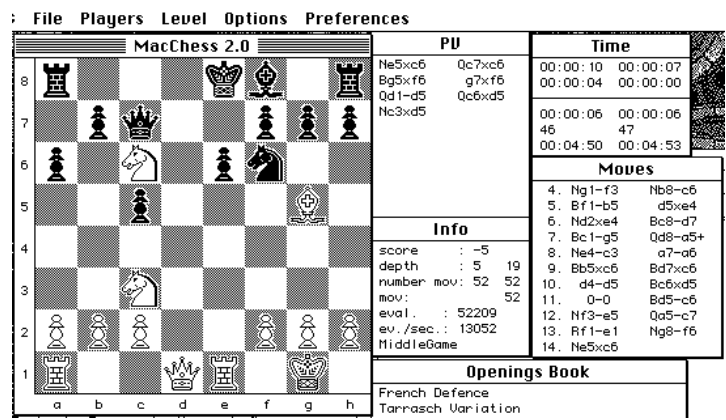 File Players Level Options Preferences
MacChess 2.0
8
7
6
5
4
3
2
1
a b c d e f g h
PV
Ne5xc6 Qc7xc6
Bg5xf6 g7xf6
Qd1-d5 Qc6xd5
Nc3xd5
Info
score : -5
depth : 5 19
number mov: 52 52
mov: 52
eval. : 52209
ev./sec.: 13052
MiddleGame
Time
00:00:10 00:00:07
00:00:04 00:00:00
00:00:06 00:00:06
46 47
00:04:50 00:04:53
Moves
4. Ng1-f3 Nb8-c6
5. Bf1-b5 d5xe4
6. Nd2xe4 Bc8-d7
7. Bc1-g5 Qd8-a5+
8. Ne4-c3 a7-a6
9. Bb5xc6 Bd7xc6
10. d4-d5 Bc6xd5
11. 0-0 Bd5-c6
12. Nf3-e5 Qa5-c7
13. Rf1-e1 Ng8-f6
14. Ne5xc6
Openings Book
French Defence
Tarrasch Variation